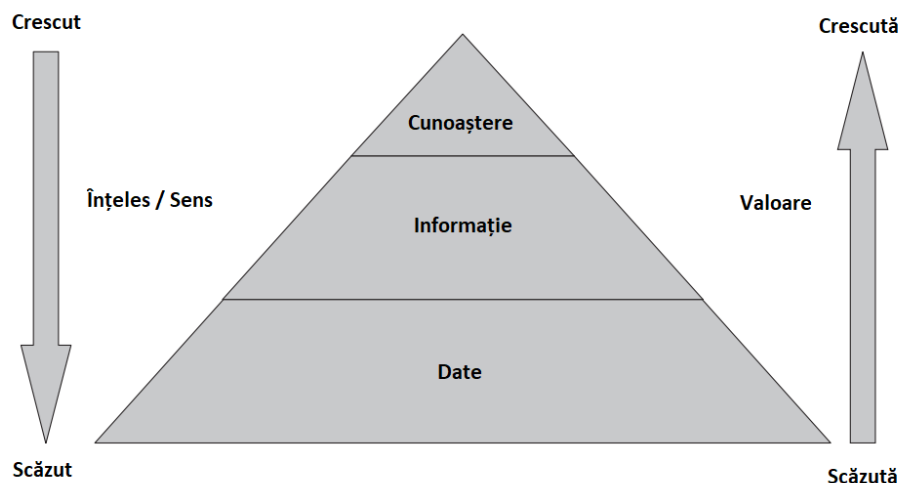 Crescut
Crescută
Cunoaștere
Înțeles / Sens
Valoare
Informație
Date
Scăzut
Scăzută